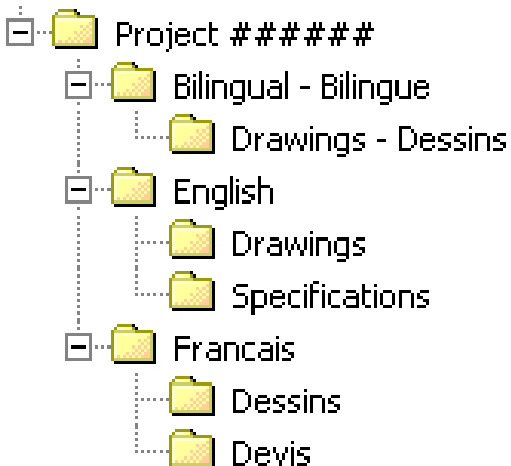 Project ######
Bilingual - Bilingue
Drawings - Dessins
English
Drawings
Specifications
Francais
Dessins
Devis